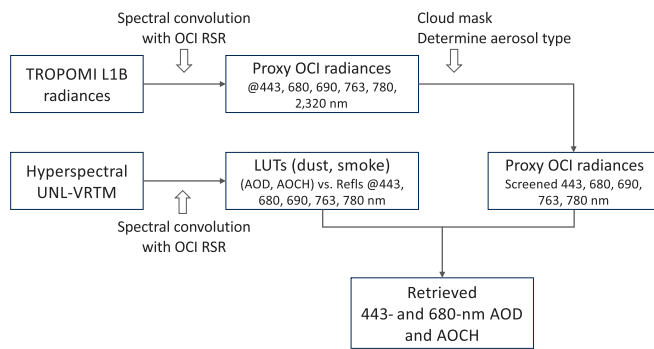 Spectral convolution
with OCI RSR
Cloud mask
Determine aerosol type
TROPOMI L1B
radiances
Proxy OCI radiances
@443, 680, 690, 763, 780,
2,320 nm
Hyperspectral
UNL-VRTM
LUTs (dust, smoke)
(AOD, AOCH) vs. Refls @443,
680, 690, 763, 780 nm
Proxy OCI radiances
Screened 443, 680, 690,
763, 780 nm
Spectral convolution
with OCI RSR
Retrieved
443- and 680-nm AOD
and AOCH